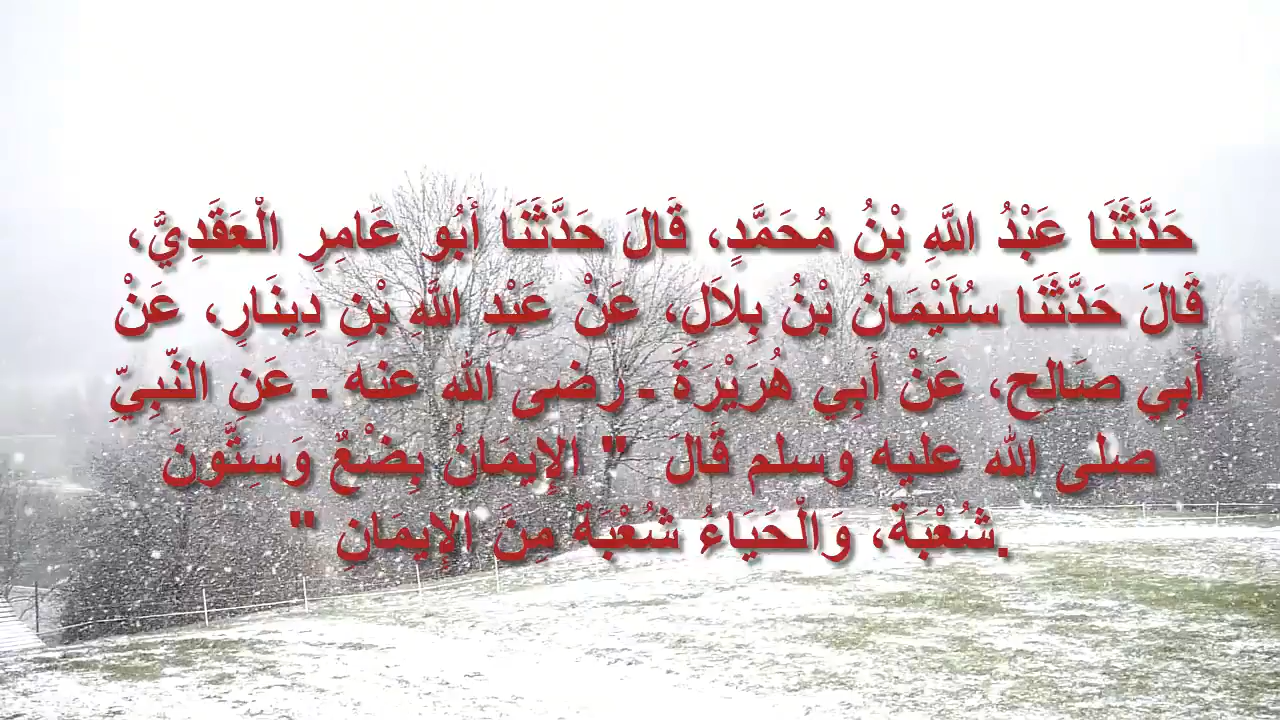 حَدَّثَنَا عَبْدُ اللَّهِ بْنُ مُحَمَّدٍ، قَالَ حَدَّثَنَا أَبُو عَامِرٍ الْعَقَدِيُّ،
قَالَ حَدَّثَنَا سُلَيْمَانُ بْنُ بِلاَلٍ، عَنْ عَبْدِ اللَّهِ بْنِ دِينَارٍ، عَنْ
أَبِي صَالِحٍ، عَنْ أَبِي هُرَيْرَةَ ـ رضى الله عنه ـ عَنِ النَّبِيِّ
صلى الله عليه وسلم قَالَ " الإِيمَانُ بِضْعٌ وَسِتُّونَ
شُعْبَةً، وَالْحَيَاءُ شُعْبَةٌ مِنَ الإِيمَانِ ".